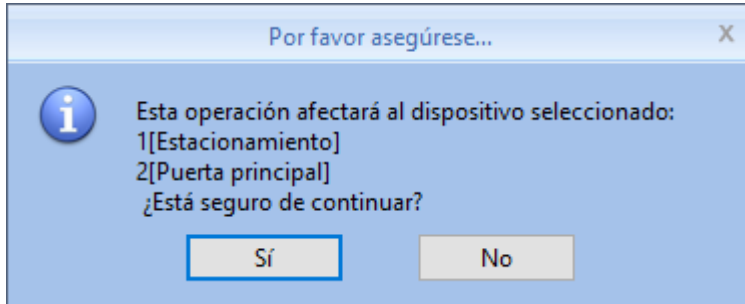 Por favor asegúrese...
X
Esta operación afectará al dispositivo seleccionado:
1[Estacionamiento]
2[Puerta principal]
¿Está seguro de continuar?
Sí
No